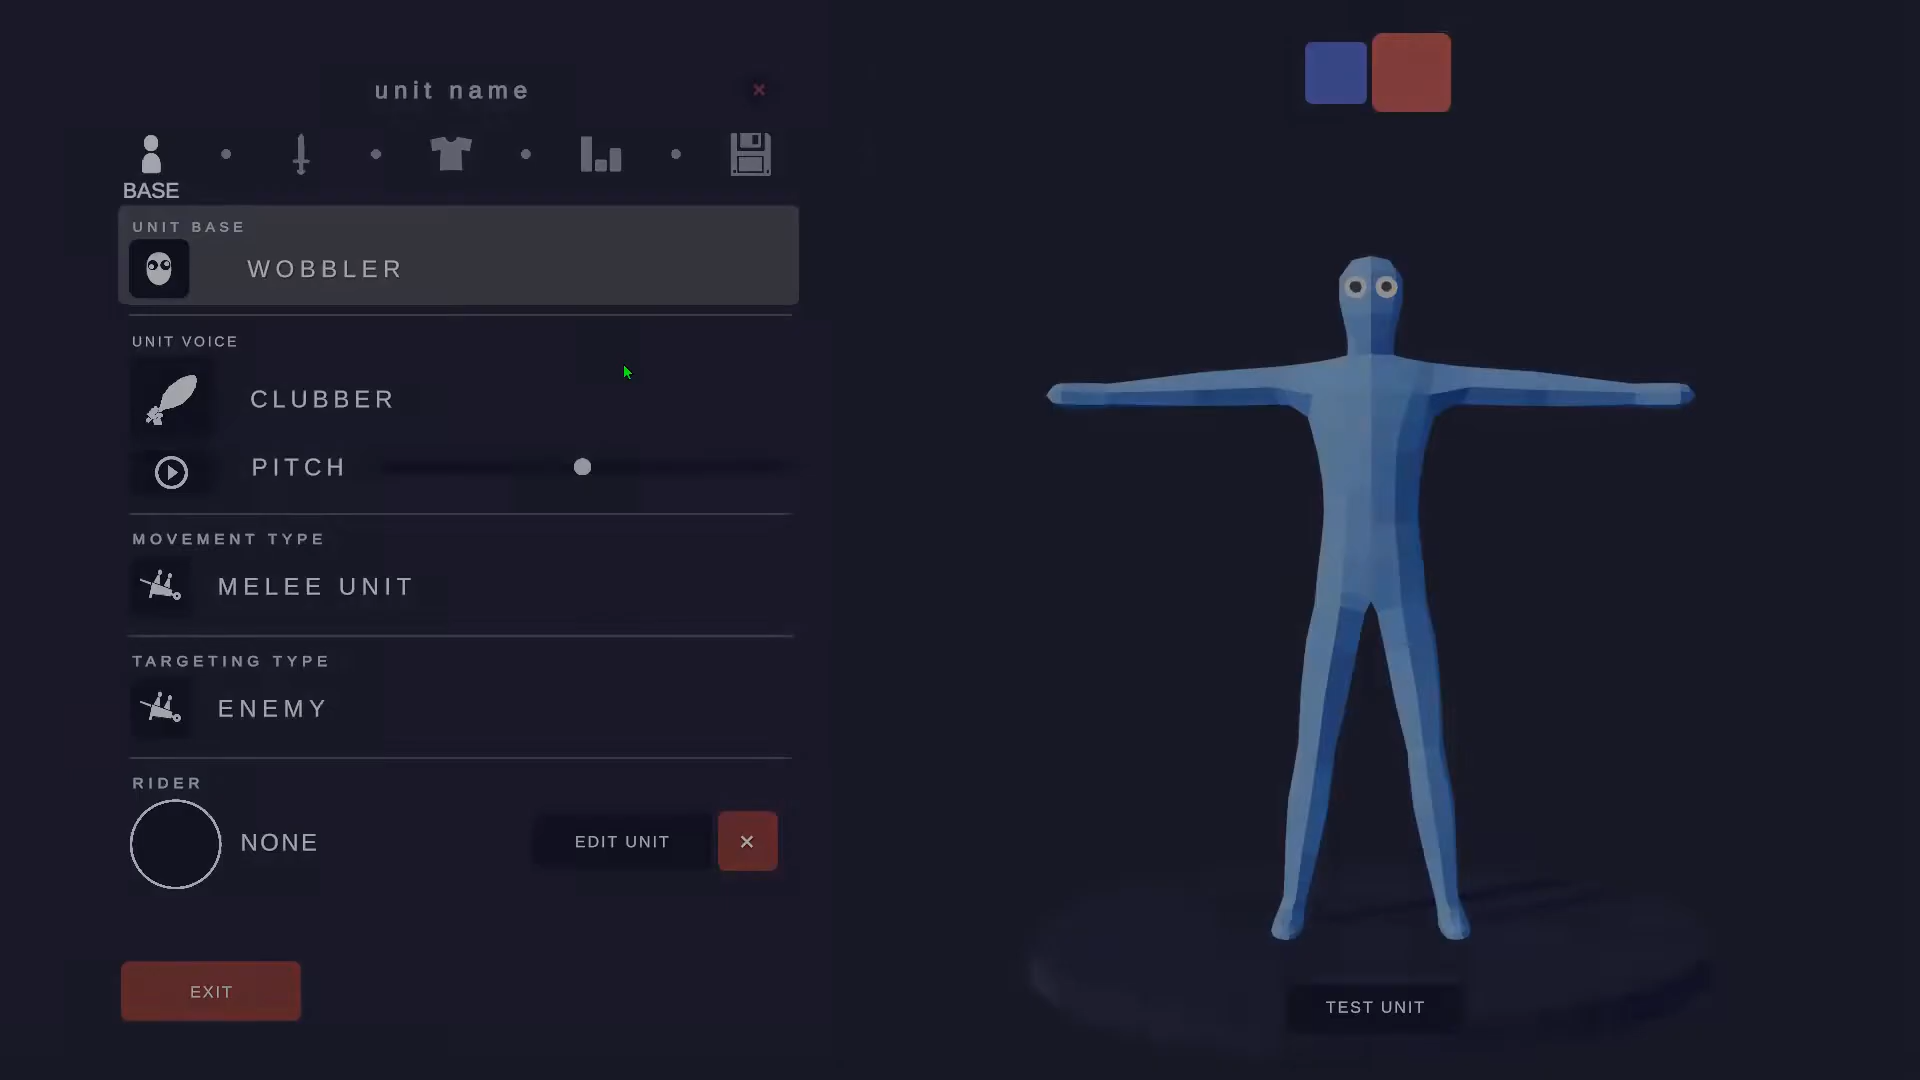 unit name
BASE
UNIT BASE
WOBBLER
UNIT VOICE
CLUBBER
PITCH
MOVEMENT TYPE
MELEE UNIT
TARGETING TYPE
ENEMY
RIDER
NONE
EDIT UNIT
EXIT
TEST UNIT